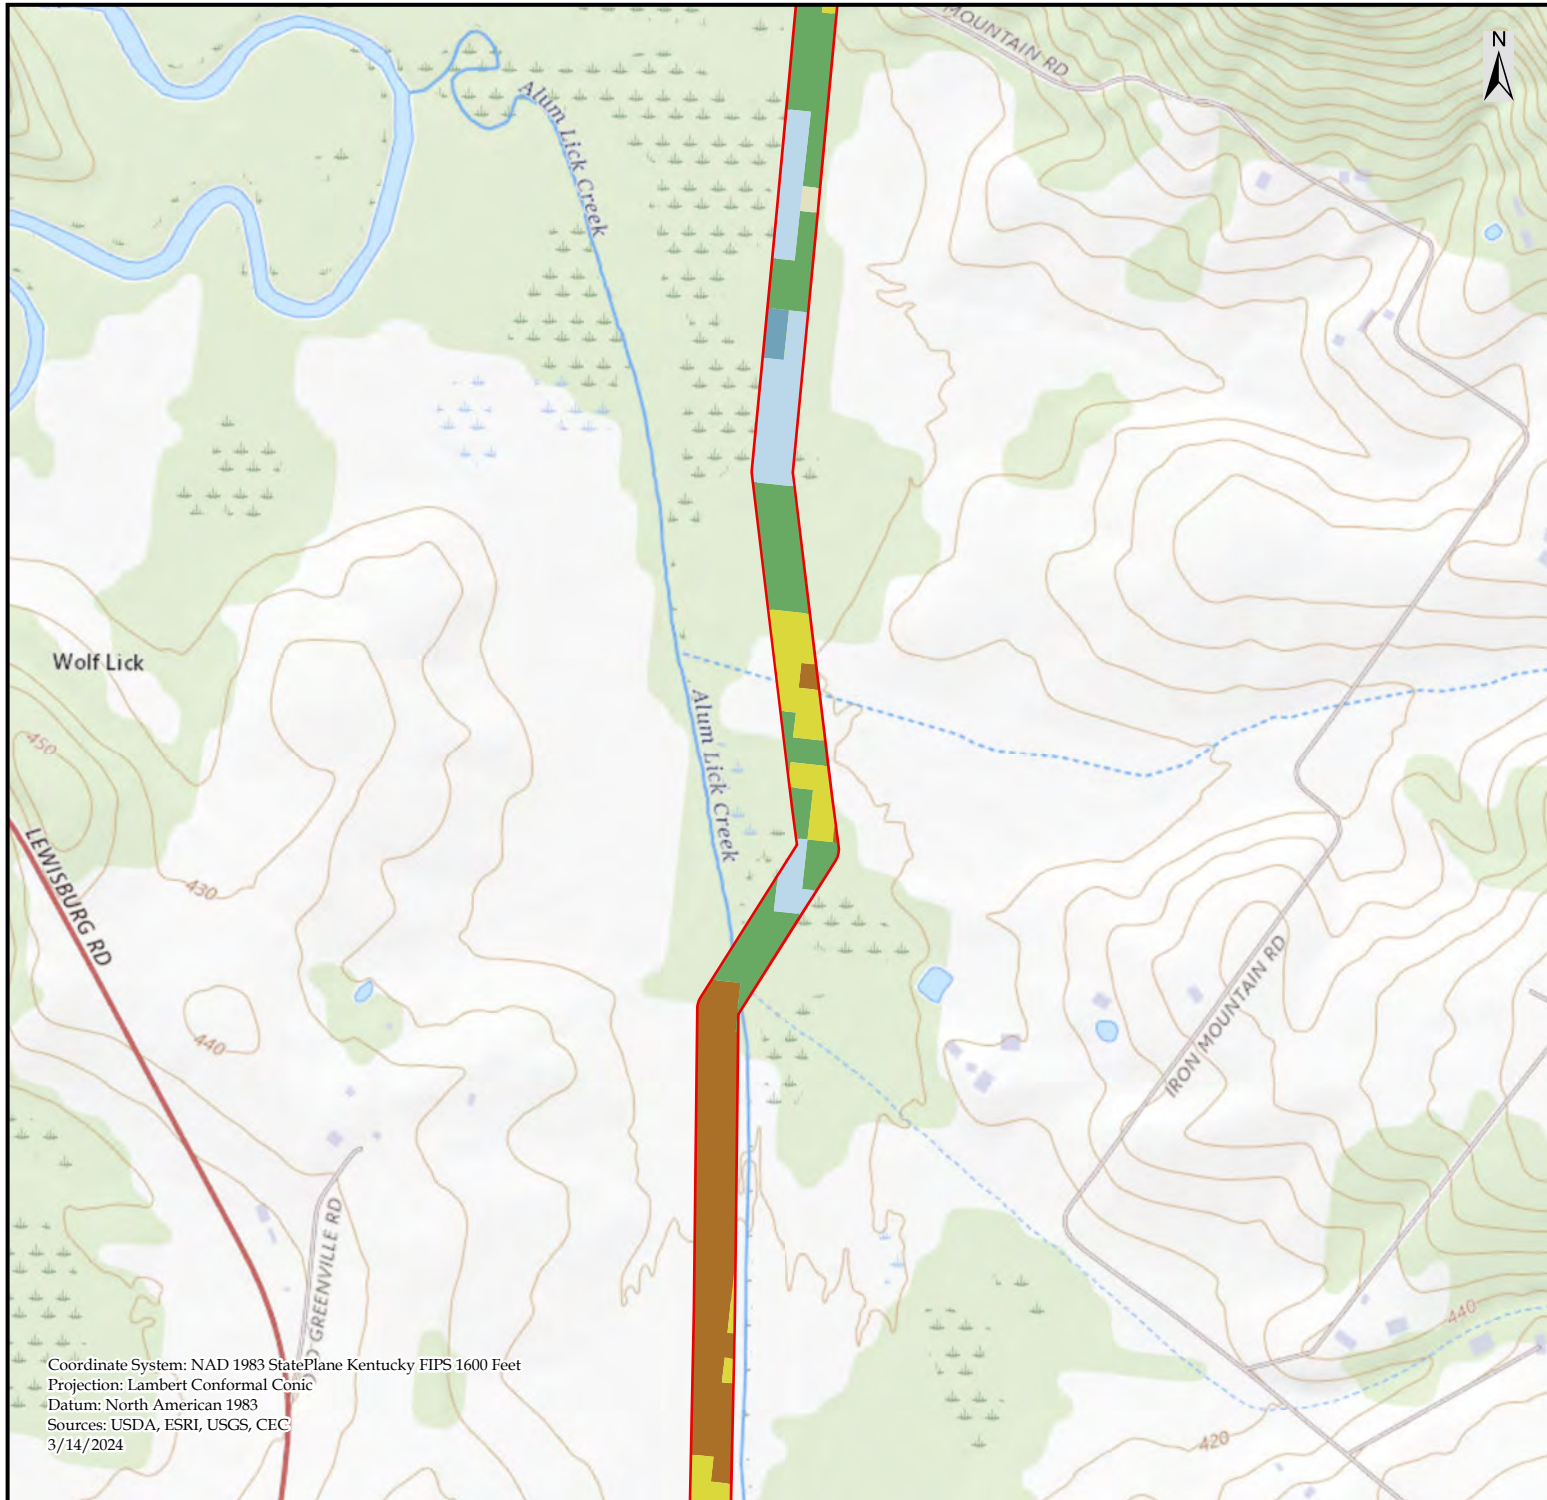 MOUNTAIN RD
N
Alum Lick Creek
Wolf Lick
450
Alum Lick Creek
LEWISBURG RD
430
440
IRON MOUNTAIN RD
GREENVILLE RD
440
420
Coordinate System: NAD 1983 StatePlane Kentucky FIPS 1600 Feet
Projection: Lambert Conformal Conic
Datum: North American 1983
Sources: USDA, ESRI, USGS, CEC
3/14/2024